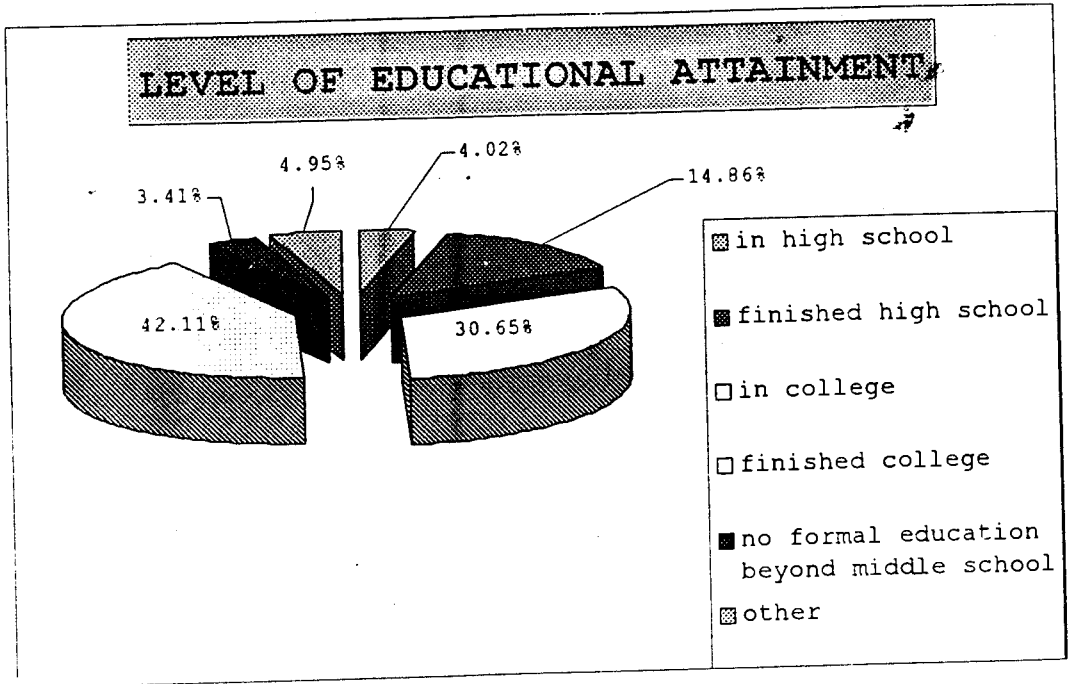 LEVEL OF EDUCATIONAL ATTAINMENT
4.95%
4.02%
3.41%
14.86%
42.11%
30.65%
in high school
finished high school
in college
finished college
no formal education
beyond middle school
other